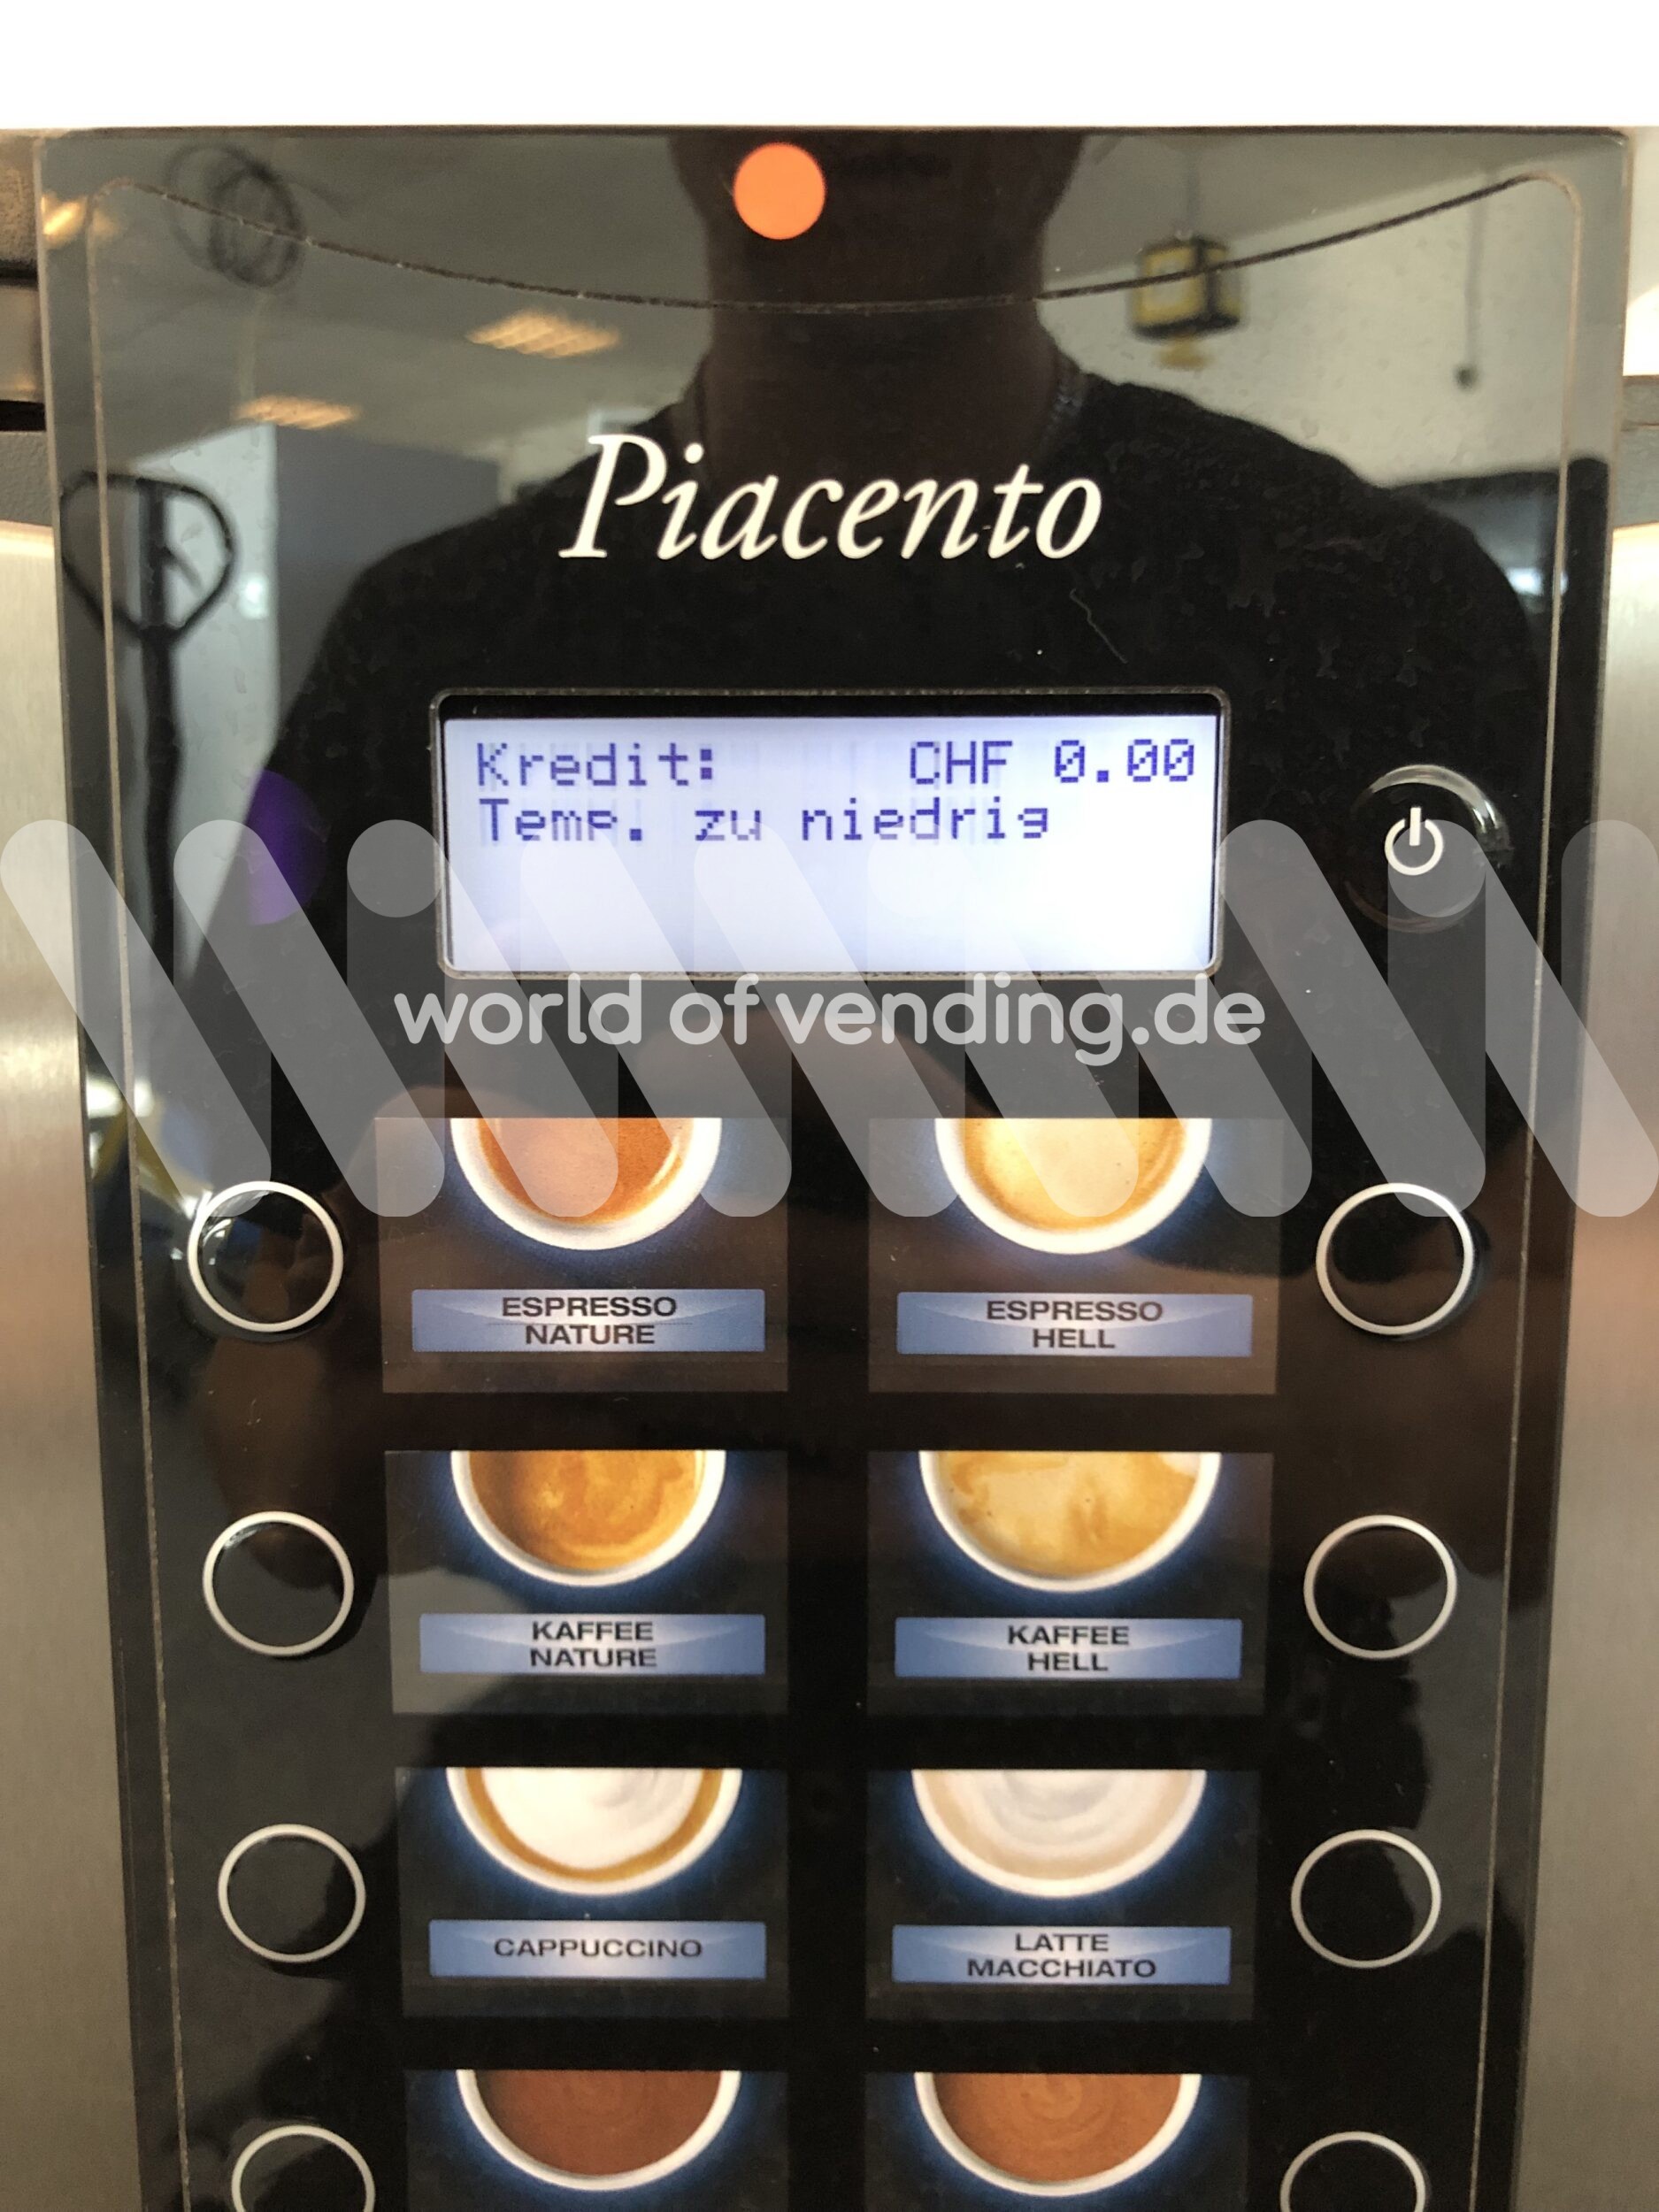 Piacento
Kredit: CHF 0.00
Temp. zu niedrig
world of vending.de
ESPRESSO
NATURE
ESPRESSO
HELL
KAFFEE
NATURE
KAFFEE
HELL
CAPPUCCINO
LATTE
MACCHIATO